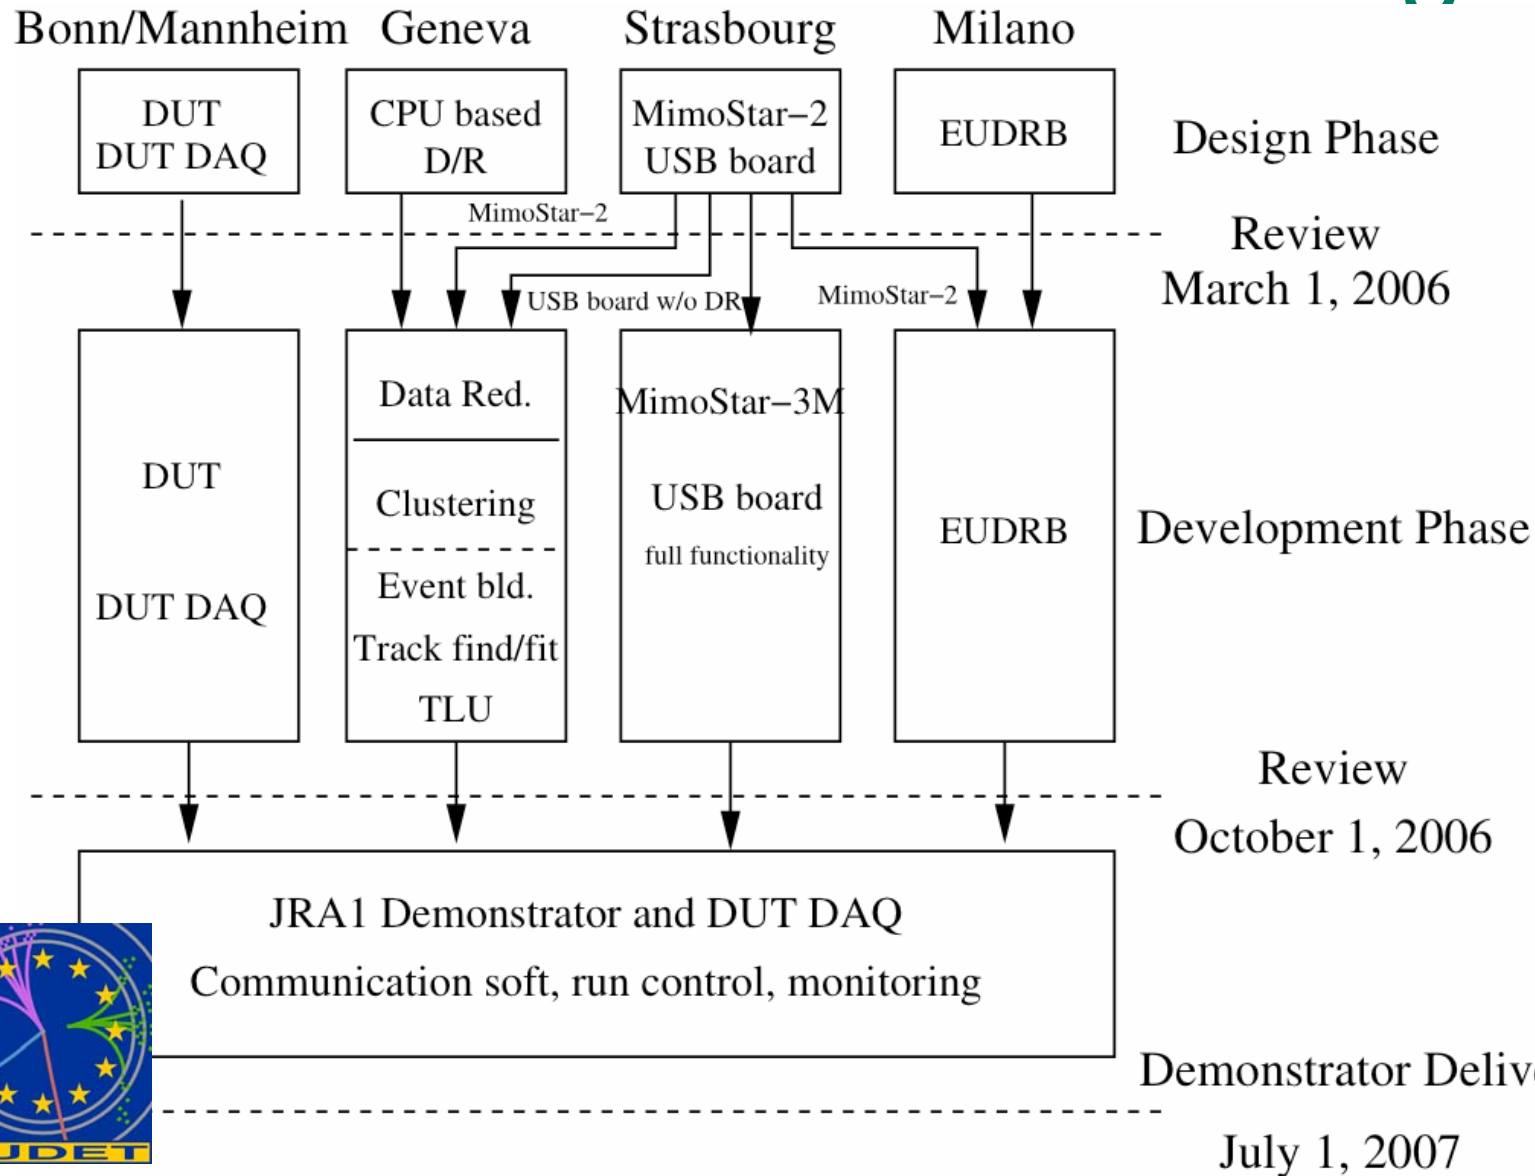 Bonn/Mannheim Geneva Strasbourg Milano
DUT
DUT DAQ
CPU based
D/R
MimoStar−2
USB board
EUDRB
Design Phase
MimoStar−2
Review
March 1, 2006
USB board w/o DR
MimoStar−2
DUT
DUT DAQ
Data Red.
Clustering
Event bld.
Track find/fit
TLU
MimoStar−3M
USB board
full functionality
EUDRB
Development Phase
Review
October 1, 2006
JRA1 Demonstrator and DUT DAQ
Communication soft, run control, monitoring
Demonstrator
July 1, 2007